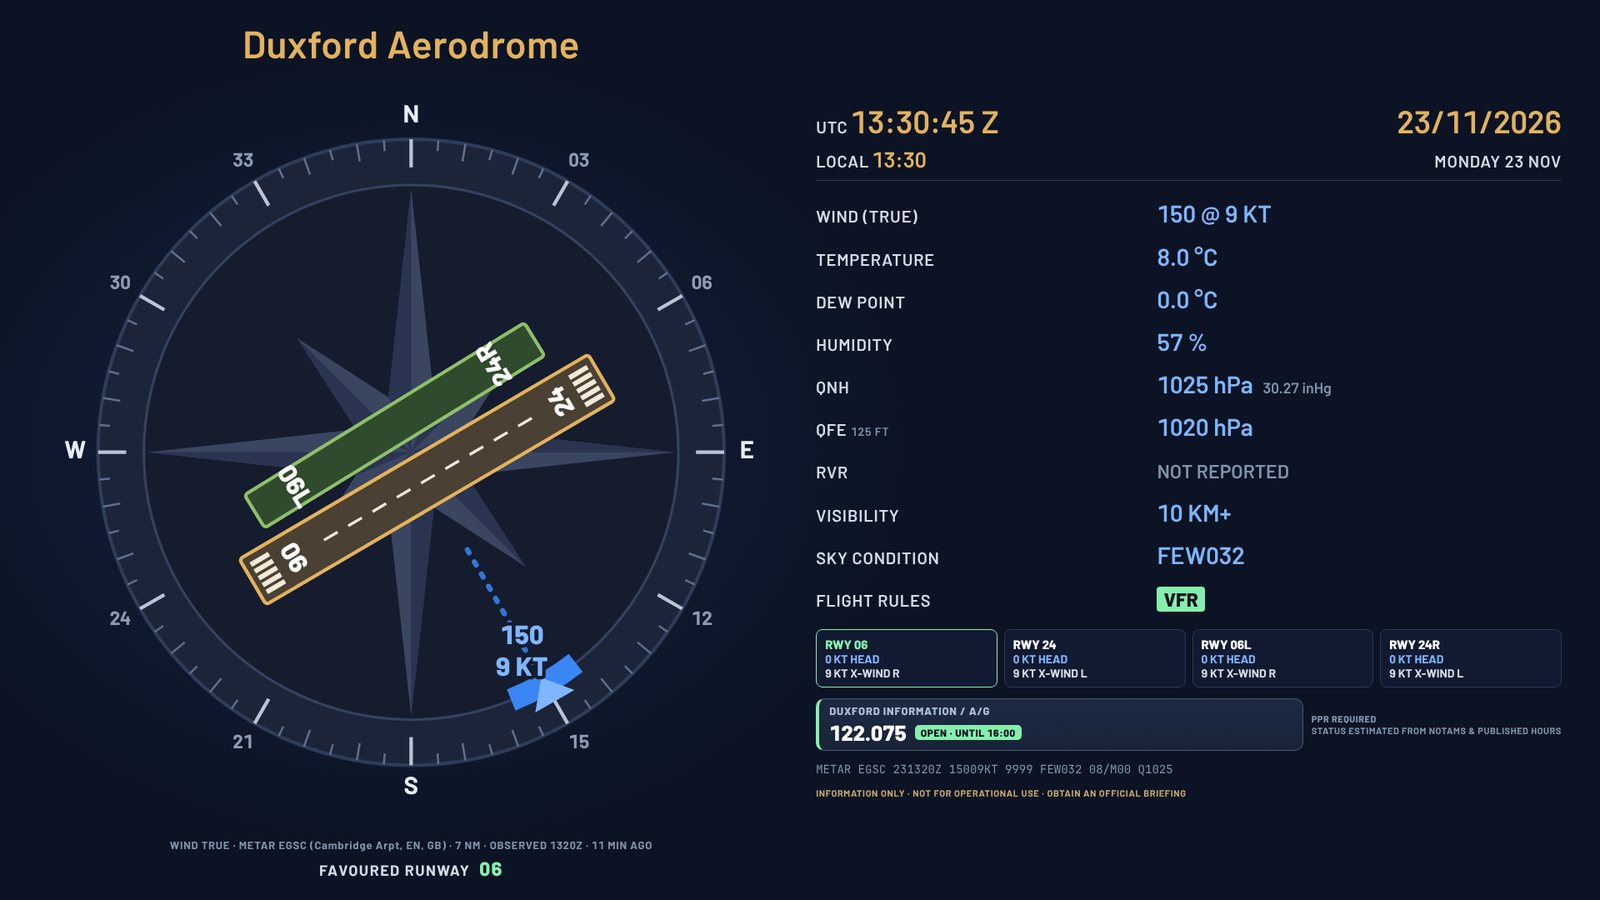 Duxford Aerodrome
N
33
03
30
06
W
E
24R
24
06L
06
24
12
150
9 KT
21
15
S
WIND TRUE · METAR EGSC (Cambridge Arpt, EN, GB) · 7 NM · OBSERVED 1320Z · 11 MIN AGO
FAVOURED RUNWAY 06
UTC 13:30:45 Z
23/11/2026
LOCAL 13:30
MONDAY 23 NOV
WIND (TRUE) 150 @ 9 KT
TEMPERATURE 8.0 °C
DEW POINT 0.0 °C
HUMIDITY 57 %
QNH 1025 hPa 30.27 inHg
QFE 125 FT 1020 hPa
RVR NOT REPORTED
VISIBILITY 10 KM+
SKY CONDITION FEW032
FLIGHT RULES VFR
RWY 06
0 KT HEAD
9 KT X-WIND R
RWY 24
0 KT HEAD
9 KT X-WIND L
RWY 06L
0 KT HEAD
9 KT X-WIND R
RWY 24R
0 KT HEAD
9 KT X-WIND L
DUXFORD INFORMATION / A/G
122.075 OPEN · UNTIL 16:00
PPR REQUIRED
STATUS ESTIMATED FROM NOTAMS & PUBLISHED HOURS
METAR EGSC 231320Z 15009KT 9999 FEW032 08/M00 Q1025
INFORMATION ONLY · NOT FOR OPERATIONAL USE · OBTAIN AN OFFICIAL BRIEFING